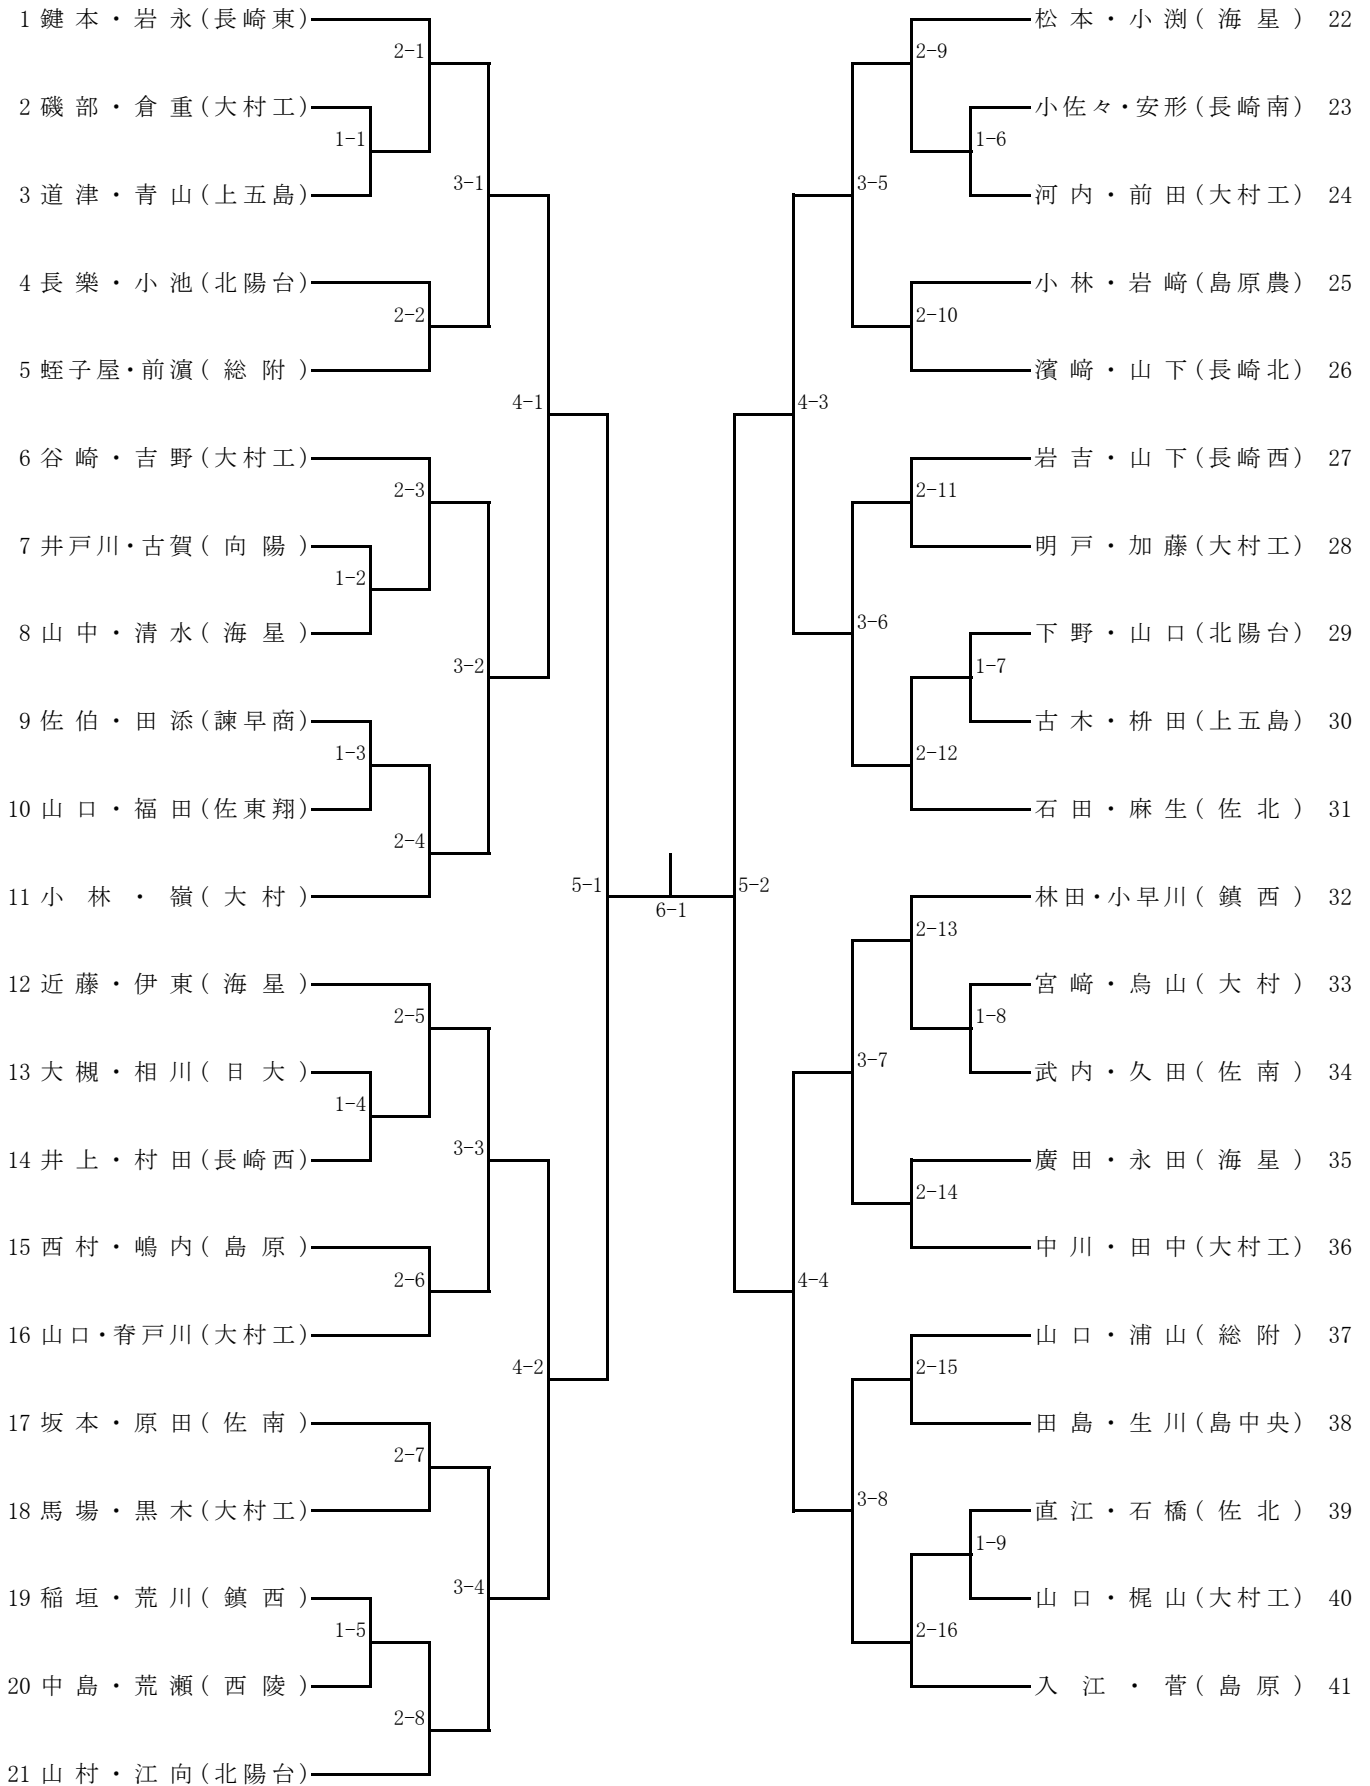 1 鍵本・岩永(長崎東)
2-1
2 磯部・倉重(大村工)
1-1
3 道津・青山(上五島)
3-1
4 長樂・小池(北陽台)
2-2
5 蛭子屋・前濵(総附)
4-1
6 谷崎・吉野(大村工)
2-3
7 井戸川・古賀(向陽)
1-2
8 山中・清水(海星)
3-2
9 佐伯・田添(諫早商)
1-3
10 山口・福田(佐東翔)
2-4
11 小林・嶺(大村)
5-1
12 近藤・伊東(海星)
2-5
13 大槻・相川(日大)
1-4
14 井上・村田(長崎西)
3-3
15 西村・嶋内(島原)
2-6
16 山口・脊戸川(大村工)
4-2
17 坂本・原田(佐南)
2-7
18 馬場・黒木(大村工)
3-4
19 稲垣・荒川(鎮西)
1-5
20 中島・荒瀬(西陵)
2-8
21 山村・江向(北陽台)
6-1
松本・小渕(海星) 22
2-9
小佐々・安形(長崎南) 23
1-6
河内・前田(大村工) 24
3-5
小林・岩﨑(島原農) 25
2-10
濱﨑・山下(長崎北) 26
4-3
岩吉・山下(長崎西) 27
2-11
明戸・加藤(大村工) 28
3-6
下野・山口(北陽台) 29
1-7
古木・枡田(上五島) 30
2-12
石田・麻生(佐北) 31
5-2
林田・小早川(鎮西) 32
2-13
宮﨑・烏山(大村) 33
1-8
武内・久田(佐南) 34
3-7
廣田・永田(海星) 35
2-14
中川・田中(大村工) 36
4-4
山口・浦山(総附) 37
2-15
田島・生川(島中央) 38
3-8
直江・石橋(佐北) 39
1-9
山口・梶山(大村工) 40
2-16
入江・菅(島原) 41